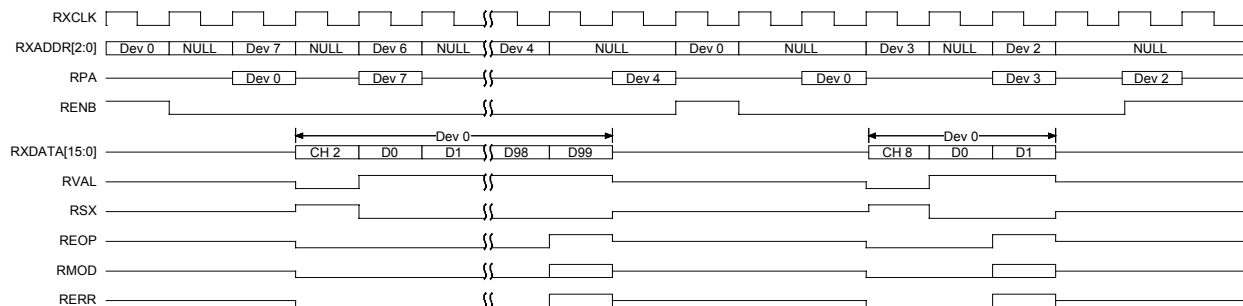 RXCLK
RXADDR[2:0] Dev 0 NULL Dev 7 NULL Dev 6 NULL Dev 4 NULL Dev 0 NULL Dev 3 NULL Dev 2 NULL
RPA Dev 0 Dev 7 Dev 4 Dev 0 Dev 3 Dev 2
RENB
Dev 0 Dev 0
RXDATA[15:0] CH 2 D0 D1 D98 D99 CH 8 D0 D1
RVAL
RSX
REOP
RMOD
RERR